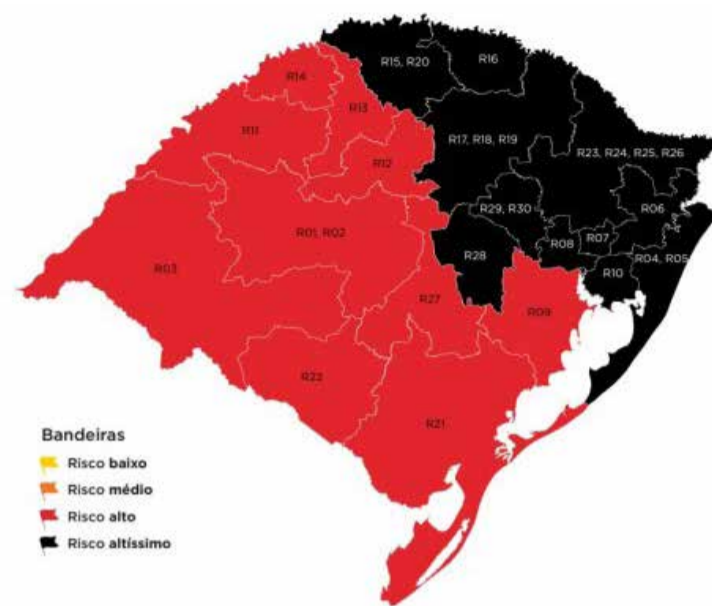 R15, R20
R16
R14
R13
R11
R17, R18, R19
R12
R23, R24, R25, R26
R29, R30
R06
R01, R02
R08
R07
R28
R04, R05
R03
R10
R27
R09
R22
R21
Bandeiras
Risco baixo
Risco médio
Risco alto
Risco altíssimo